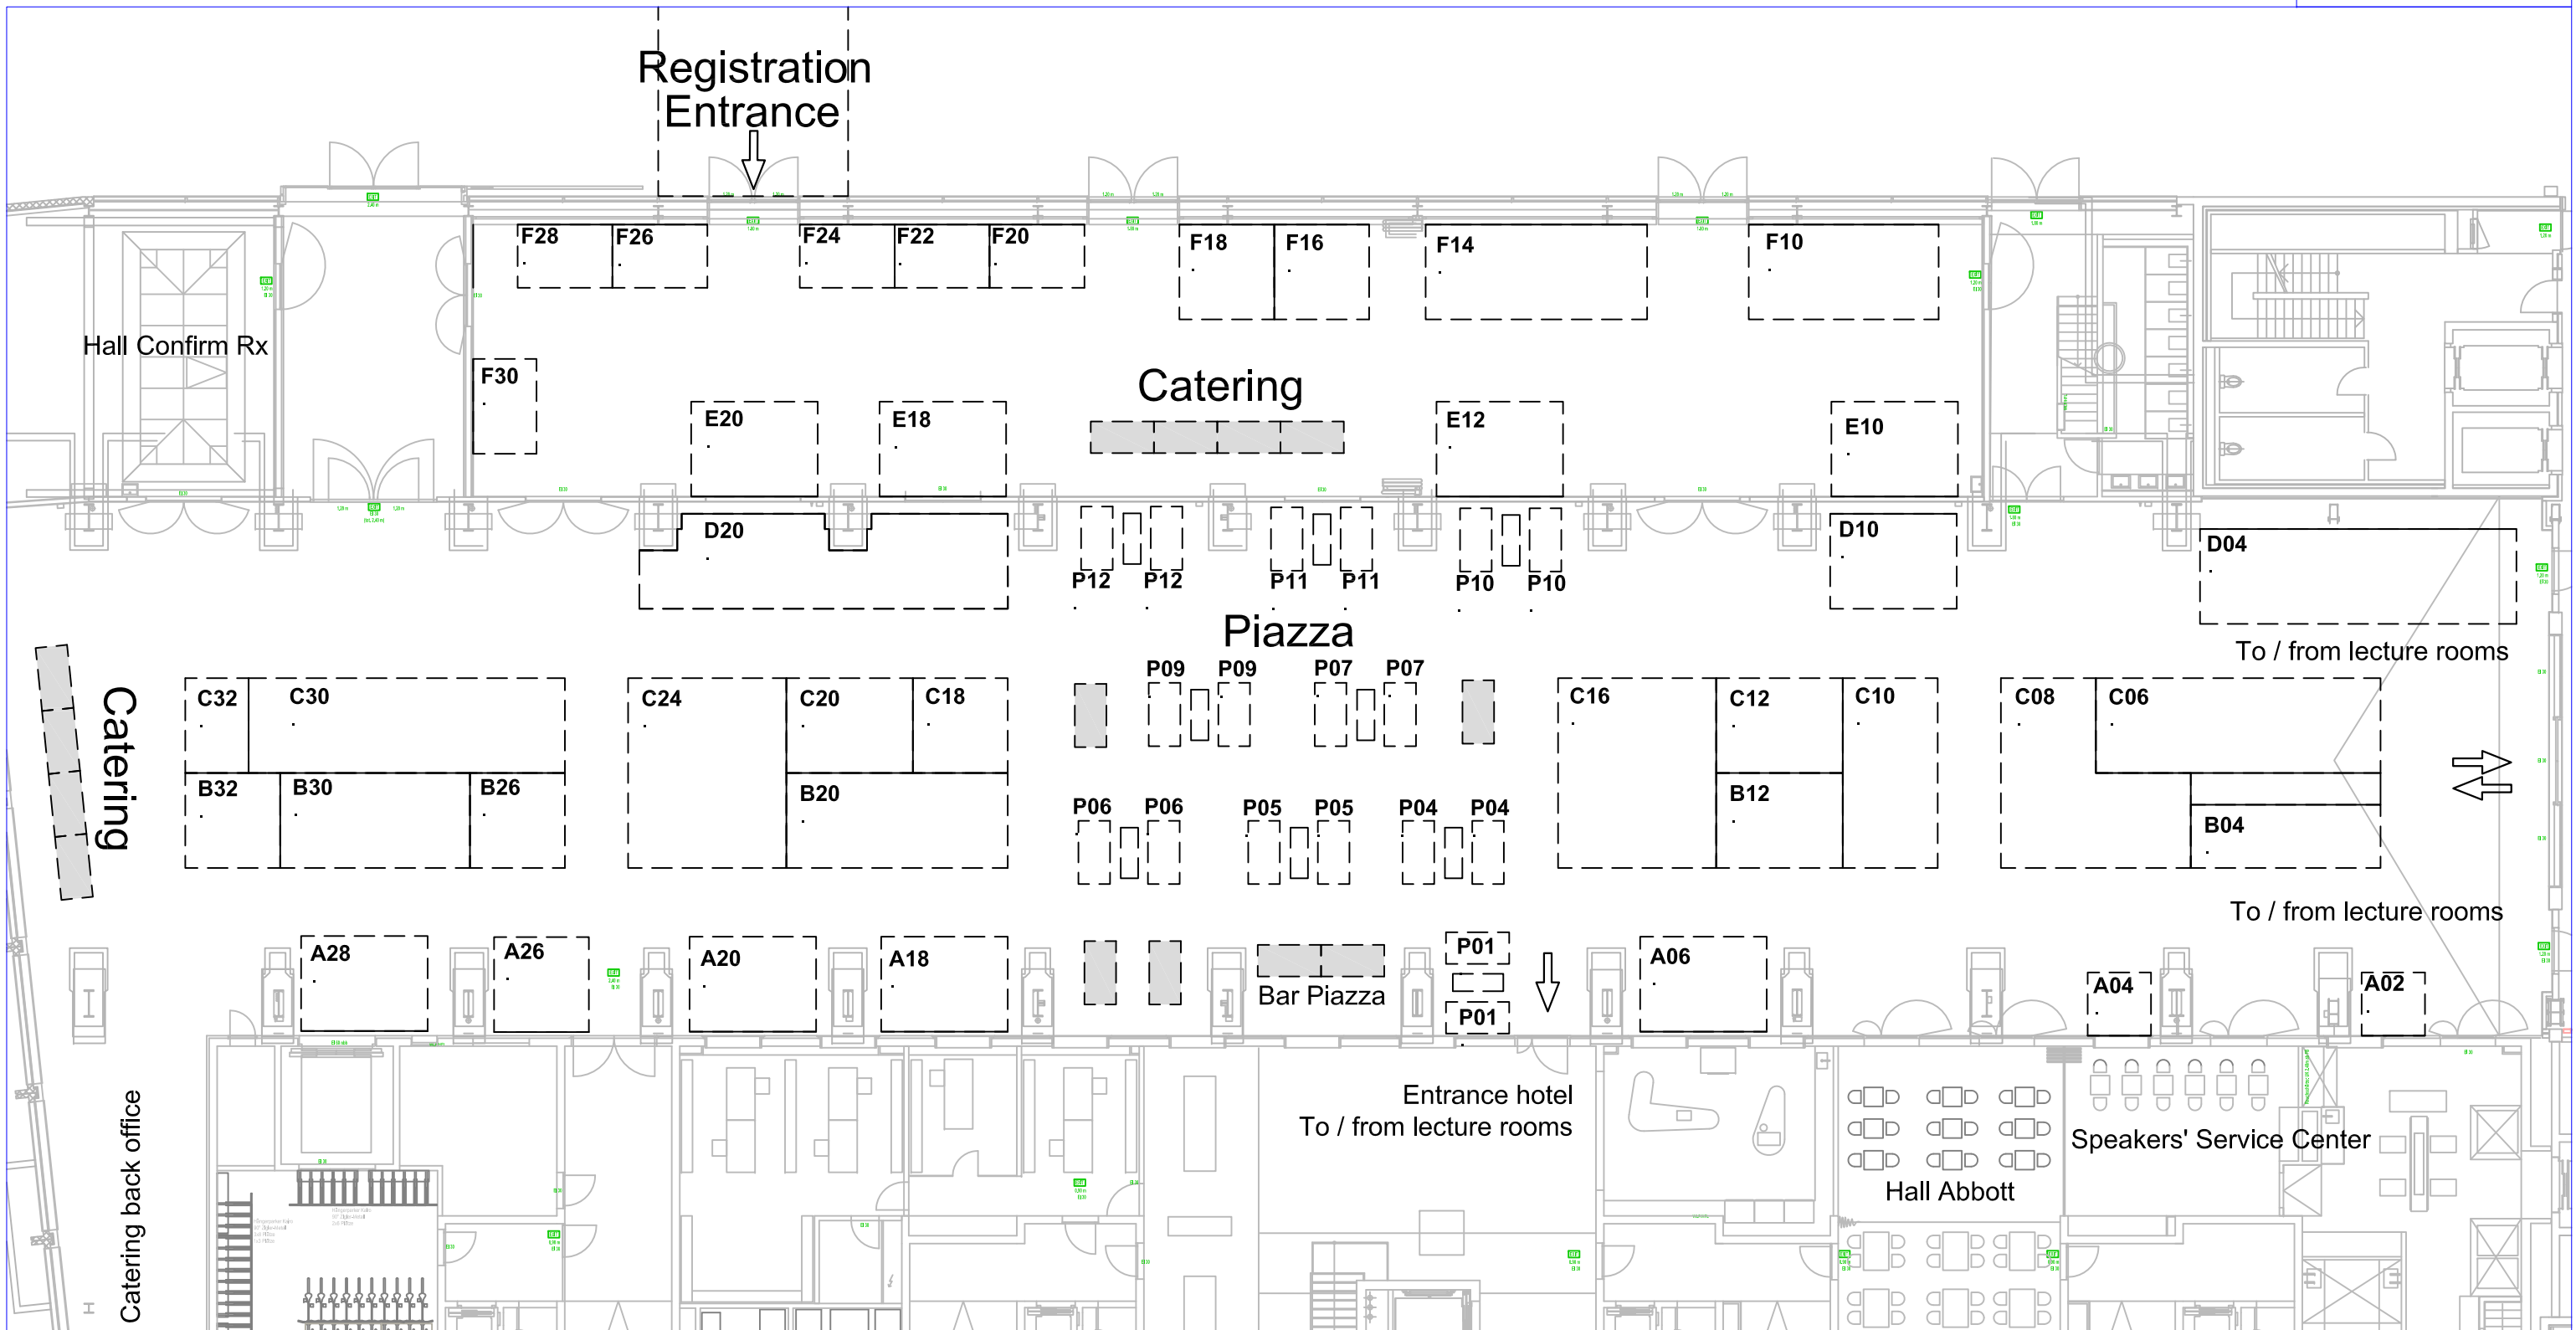 Registration
Entrance
F28
F26
F24
F22
F20
F18
F16
F14
F10
Hall Confirm Rx
F30
Catering
E20
E18
E12
E10
D20
D10
D04
P12
P12
P11
P11
P10
P10
Piazza
To / from lecture rooms
P09
P09
P07
P07
Catering
C32
C30
C24
C20
C18
C16
C12
C10
C08
C06
B32
B30
B26
B20
B12
B04
P06
P06
P05
P05
P04
P04
To / from lecture rooms
A28
A26
A20
A18
P01
A06
A04
A02
Bar Piazza
P01
Entrance hotel
To / from lecture rooms
Catering back office
Speakers' Service Center
Hall Abbott